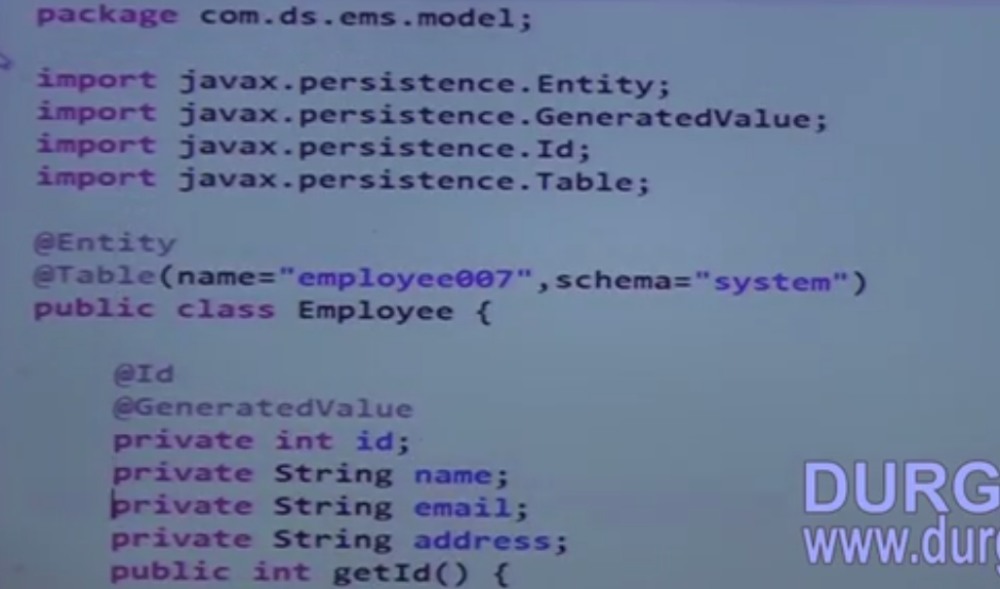 package com.ds.ems.model;
import javax.persistence.Entity;
import javax.persistence.GeneratedValue;
import javax.persistence.Id;
import javax.persistence.Table;
@Entity
@Table(name="employee007",schema="system")
public class Employee {
@Id
@GeneratedValue
private int id;
private String name;
private String email;
private String address;
public int getId() {
DURG
www.durg